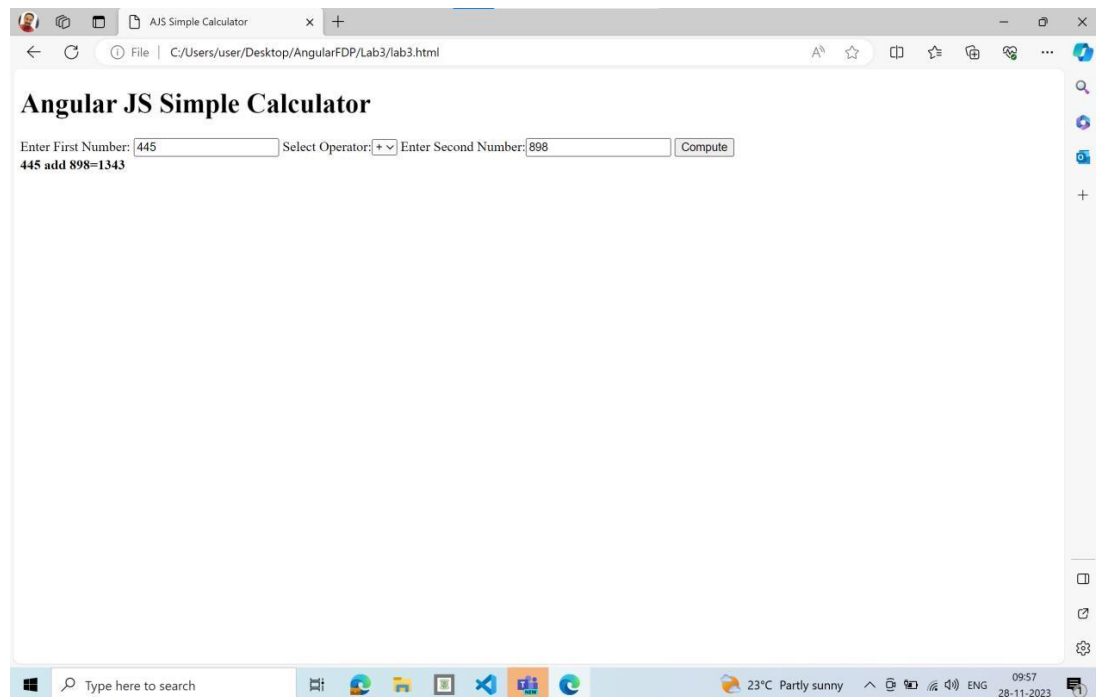 AJS Simple Calculator
File | C:/Users/user/Desktop/AngularFDP/Lab3/lab3.html
Angular JS Simple Calculator
Enter First Number: 445 Select Operator: + Enter Second Number: 898 Compute
445 add 898=1343
Type here to search
23°C Partly sunny
ENG
09:57
28-11-2023